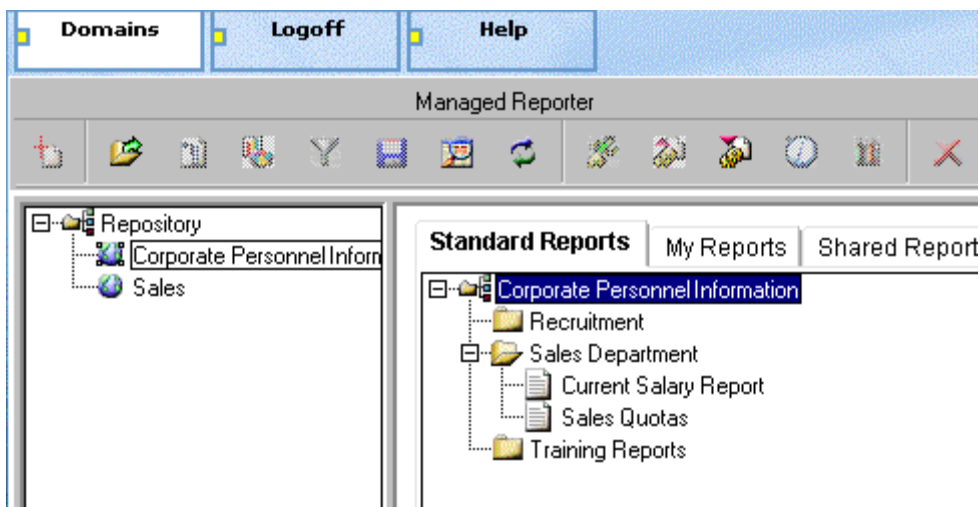 Domains Logoff Help
Managed Reporter
Repository
Corporate Personnel Inform
Sales
Standard Reports My Reports Shared Report
Corporate Personnel Information
Recruitment
Sales Department
Current Salary Report
Sales Quotas
Training Reports